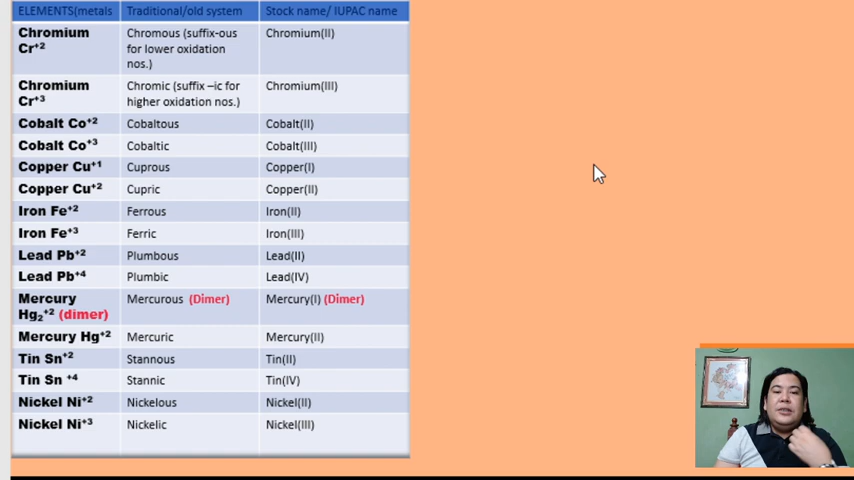 ELEMENTS(metals Traditional/old system Stock name/ IUPAC name
Chromium Chromous (suffix-ous Chromium(II)
Cr⁺² for lower oxidation
nos.)
Chromium Chromic (suffix –ic for Chromium(III)
Cr⁺³ higher oxidation nos.)
Cobalt Co⁺² Cobaltous Cobalt(II)
Cobalt Co⁺³ Cobaltic Cobalt(III)
Copper Cu⁺¹ Cuprous Copper(I)
Copper Cu⁺² Cupric Copper(II)
Iron Fe⁺² Ferrous Iron(II)
Iron Fe⁺³ Ferric Iron(III)
Lead Pb⁺² Plumbous Lead(II)
Lead Pb⁺⁴ Plumbic Lead(IV)
Mercury Mercurous (Dimer) Mercury(I) (Dimer)
Hg₂⁺² (dimer)
Mercury Hg⁺² Mercuric Mercury(II)
Tin Sn⁺² Stannous Tin(II)
Tin Sn ⁺⁴ Stannic Tin(IV)
Nickel Ni⁺² Nickelous Nickel(II)
Nickel Ni⁺³ Nickelic Nickel(III)